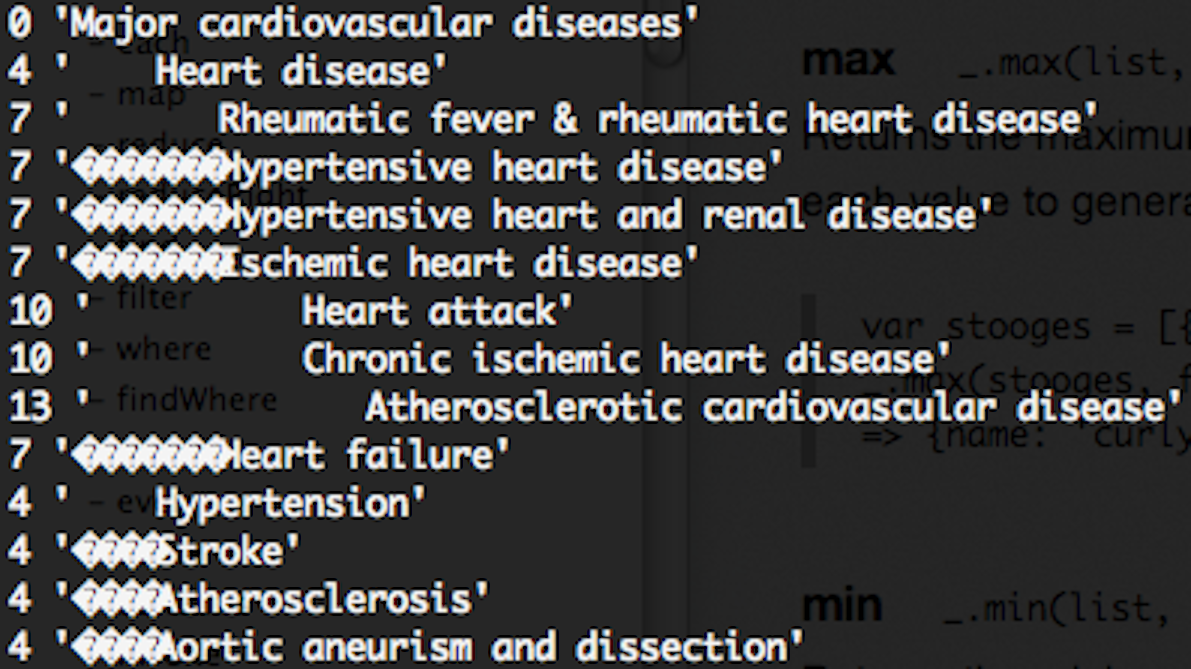 0 'Major cardiovascular diseases'
4 '    Heart disease'
7 '       Rheumatic fever & rheumatic heart disease'
7 '�������Hypertensive heart disease'
7 '�������Hypertensive heart and renal disease'
7 '�������Ischemic heart disease'
10 '          Heart attack'
10 '          Chronic ischemic heart disease'
13 '             Atherosclerotic cardiovascular disease'
7 '�������Heart failure'
4 '    Hypertension'
4 '����Stroke'
4 '����Atherosclerosis'
4 '����Aortic aneurism and dissection'
- each
- map
- filter
- where
- findWhere
max _.max(list,
Returns the maximum
each value to genera
var stooges = [{
_.max(stooges, f
=> {name: 'curly
min _.min(list,